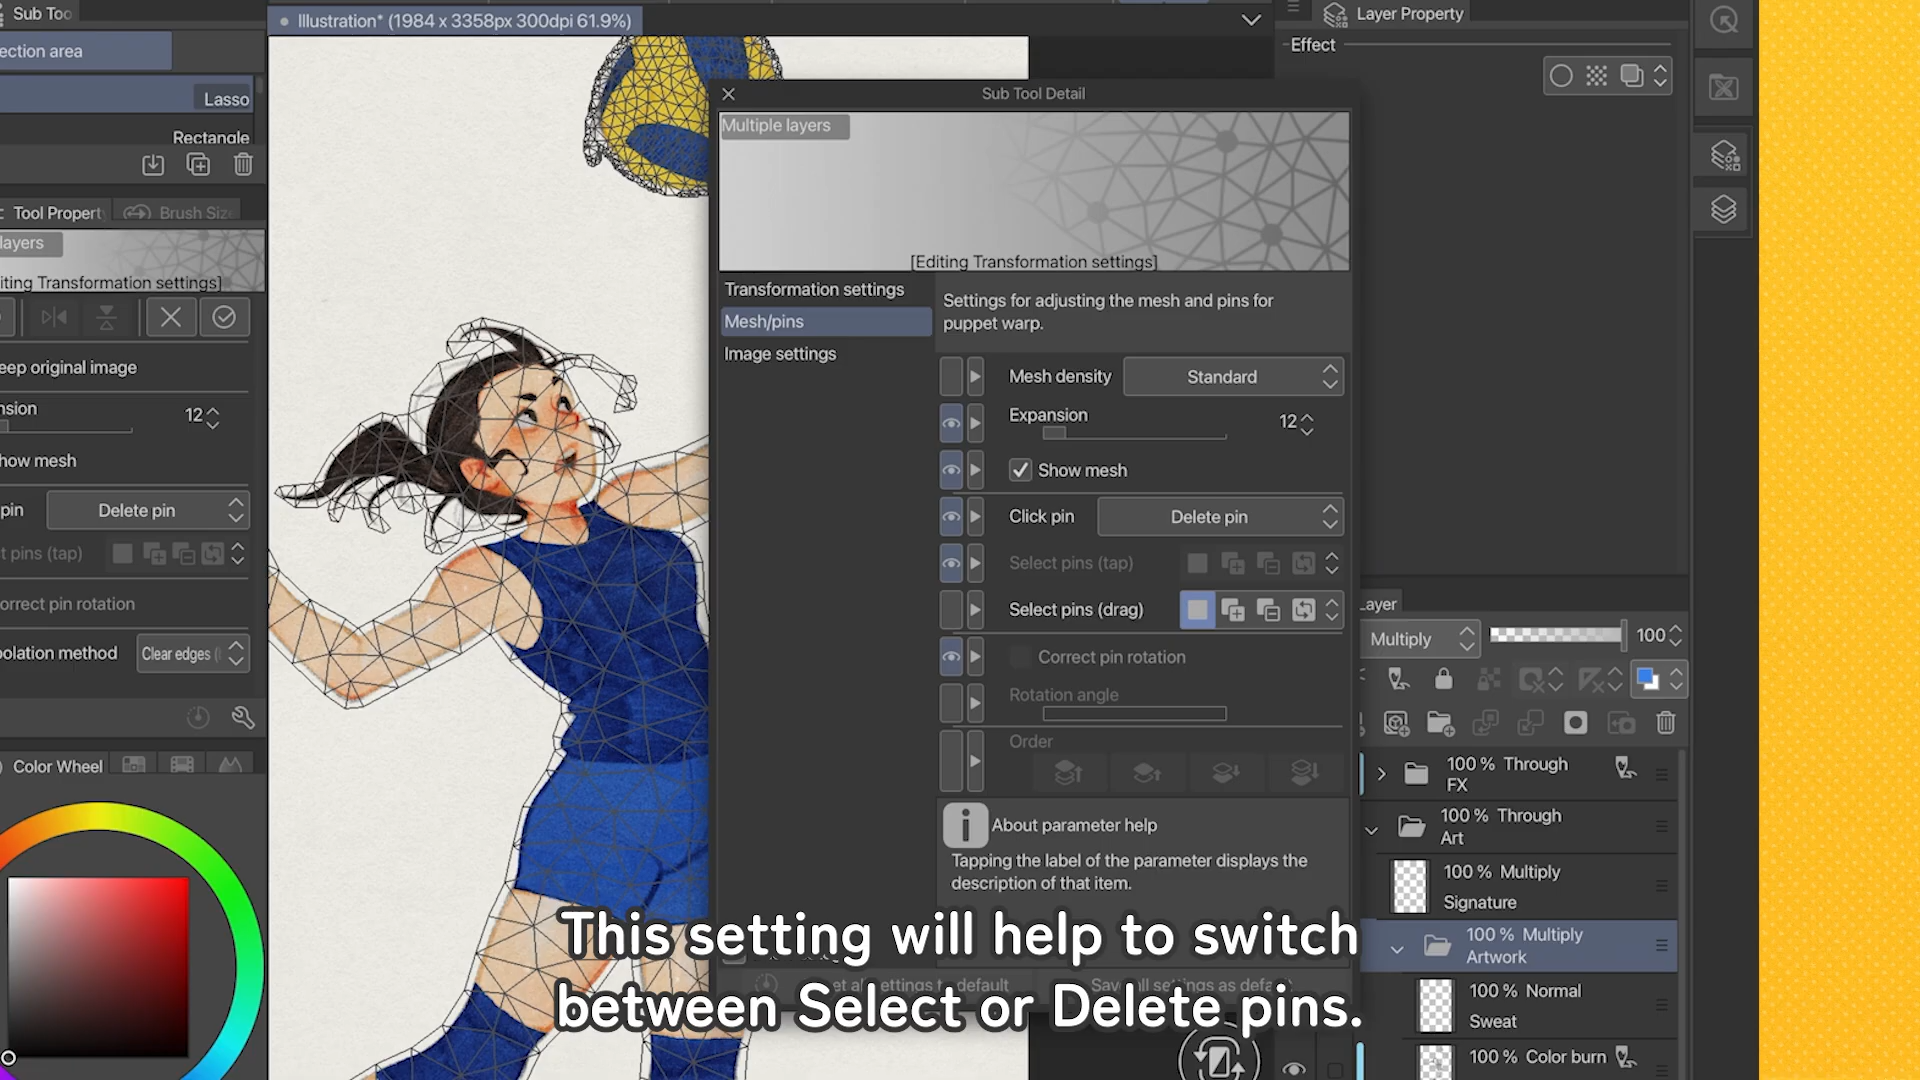 Sub Too
Illustration* (1984 x 3358px 300dpi 61.9%)
Layer Property
ection area
Effect
Lasso
Rectangle
Sub Tool Detail
Multiple layers
[Editing Transformation settings]
Tool Property
Brush Size
layers
iting Transformation settings]
Transformation settings
Mesh/pins
Image settings
Settings for adjusting the mesh and pins for
puppet warp.
eep original image
nsion 12
how mesh
pin Delete pin
t pins (tap)
orrect pin rotation
polation method Clear edges (
Mesh density Standard
Expansion 12
Show mesh
Click pin Delete pin
Select pins (tap)
Select pins (drag)
Correct pin rotation
Rotation angle
Order
About parameter help
Tapping the label of the parameter displays the
description of that item.
Color Wheel
Layer
Multiply 100
100 % Through
FX
100 % Through
Art
100 % Multiply
Signature
100 % Multiply
Artwork
100 % Normal
Sweat
100 % Color burn
This setting will help to switch
between Select or Delete pins.